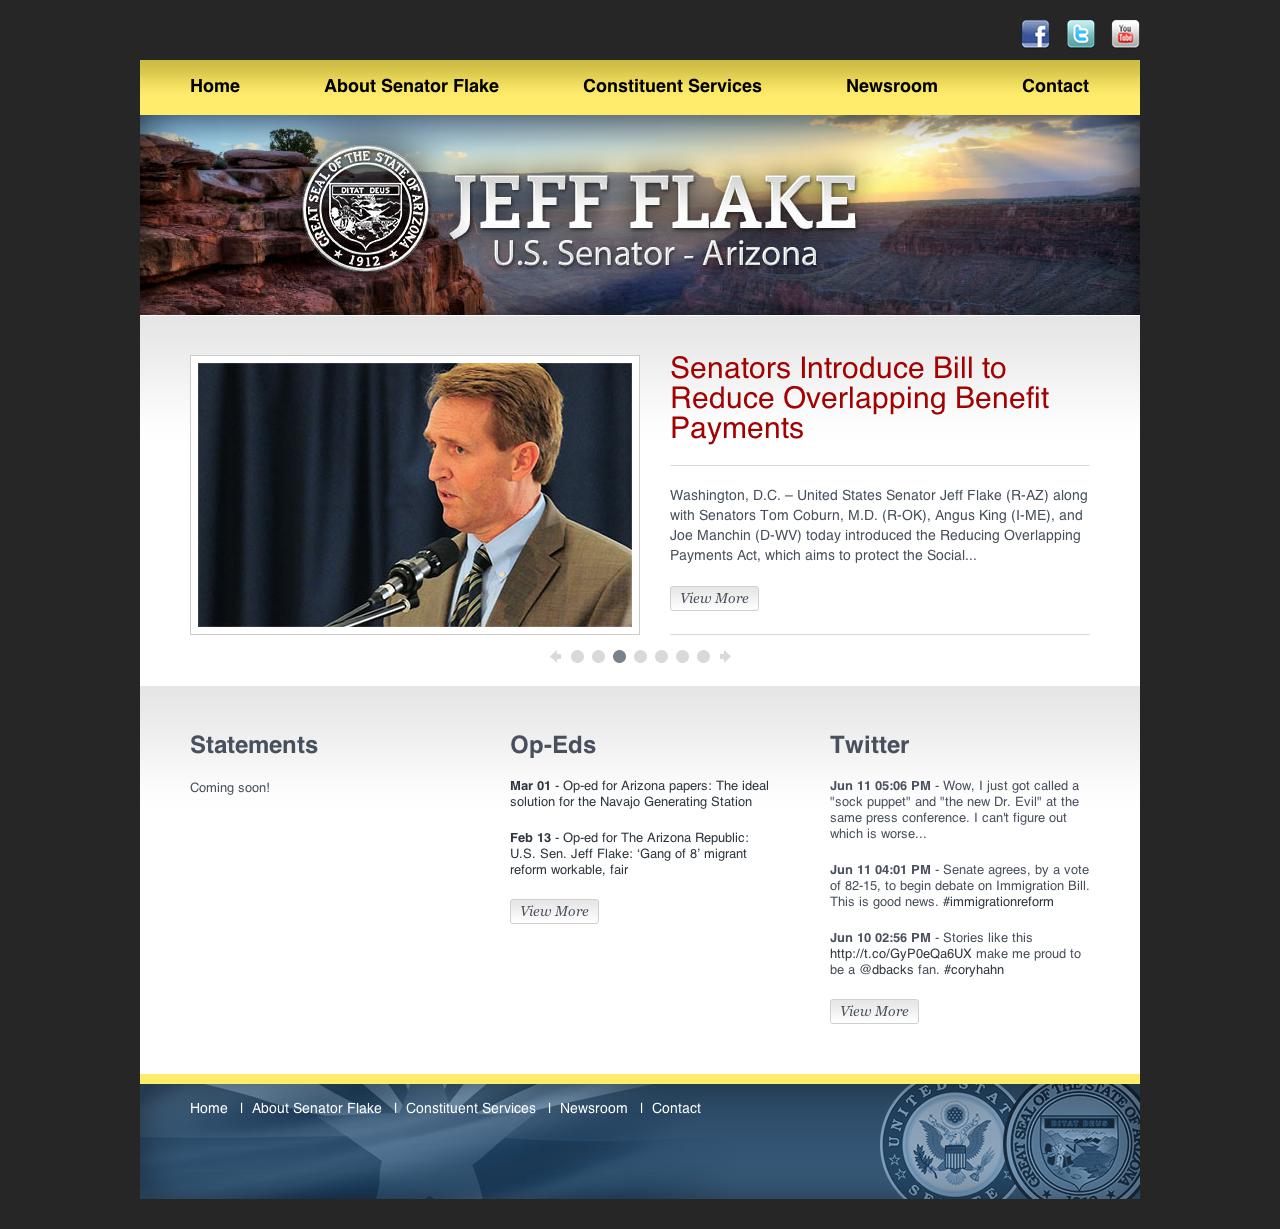 You
Tube
Home
About Senator Flake
Constituent Services
Newsroom
Contact
GREAT SEAL OF THE STATE OF ARIZONA
DITAT DEUS
1912
JEFF FLAKE
U.S. Senator - Arizona
Senators Introduce Bill to
Reduce Overlapping Benefit
Payments
Washington, D.C. – United States Senator Jeff Flake (R-AZ) along
with Senators Tom Coburn, M.D. (R-OK), Angus King (I-ME), and
Joe Manchin (D-WV) today introduced the Reducing Overlapping
Payments Act, which aims to protect the Social...
View More
Statements
Coming soon!
Op-Eds
Mar 01 - Op-ed for Arizona papers: The ideal
solution for the Navajo Generating Station
Feb 13 - Op-ed for The Arizona Republic:
U.S. Sen. Jeff Flake: ‘Gang of 8’ migrant
reform workable, fair
View More
Twitter
Jun 11 05:06 PM - Wow, I just got called a
"sock puppet" and "the new Dr. Evil" at the
same press conference. I can't figure out
which is worse...
Jun 11 04:01 PM - Senate agrees, by a vote
of 82-15, to begin debate on Immigration Bill.
This is good news. #immigrationreform
Jun 10 02:56 PM - Stories like this
http://t.co/GyP0eQa6UX make me proud to
be a @dbacks fan. #coryhahn
View More
Home | About Senator Flake | Constituent Services | Newsroom | Contact
UNITED STA
SENATE
GREAT SEAL OF THE STATE OF ARIZONA
DITAT DEUS
1912